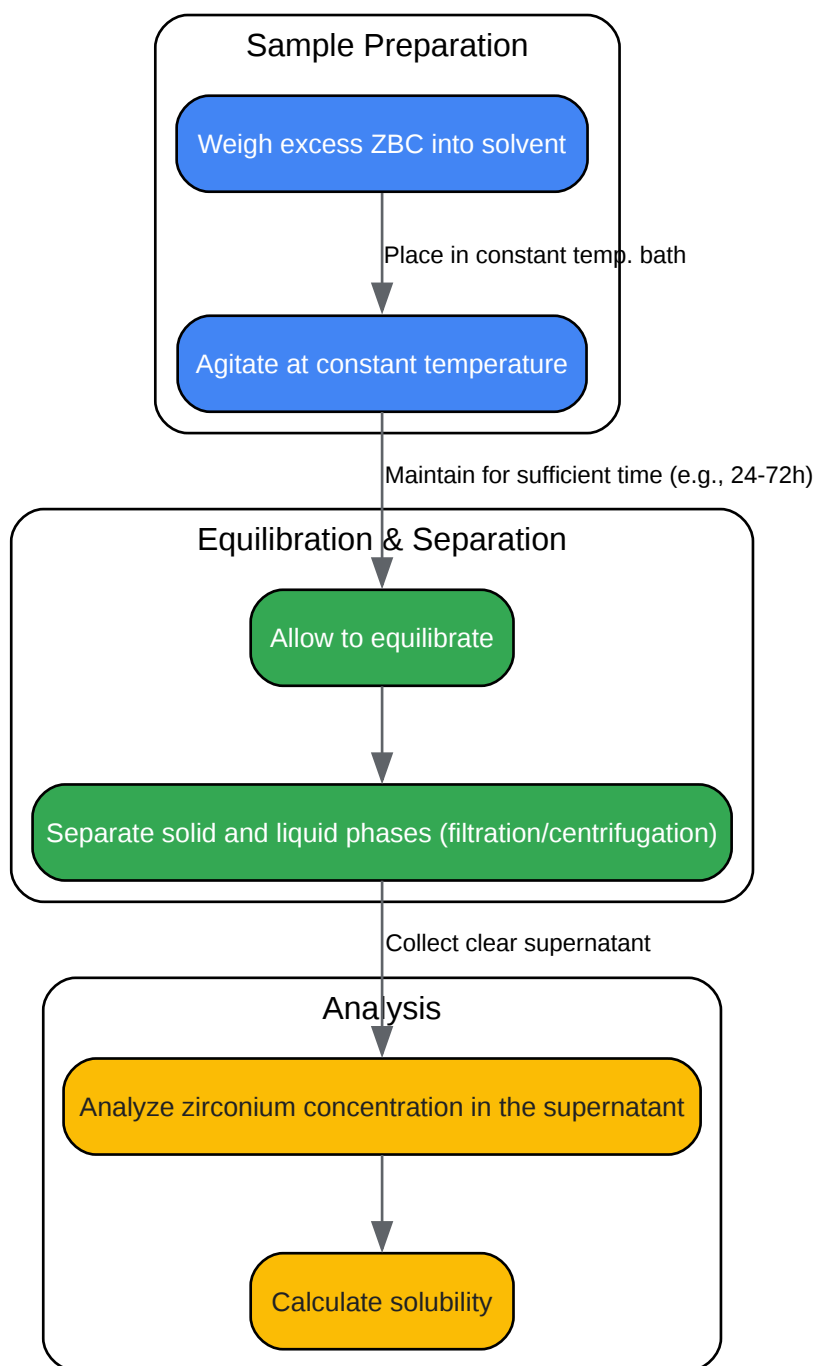 Sample Preparation
Weigh excess ZBC into solvent
Place in constant temp. bath
Agitate at constant temperature
Maintain for sufficient time (e.g., 24-72h)
Equilibration & Separation
Allow to equilibrate
Separate solid and liquid phases (filtration/centrifugation)
Collect clear supernatant
Analysis
Analyze zirconium concentration in the supernatant
Calculate solubility